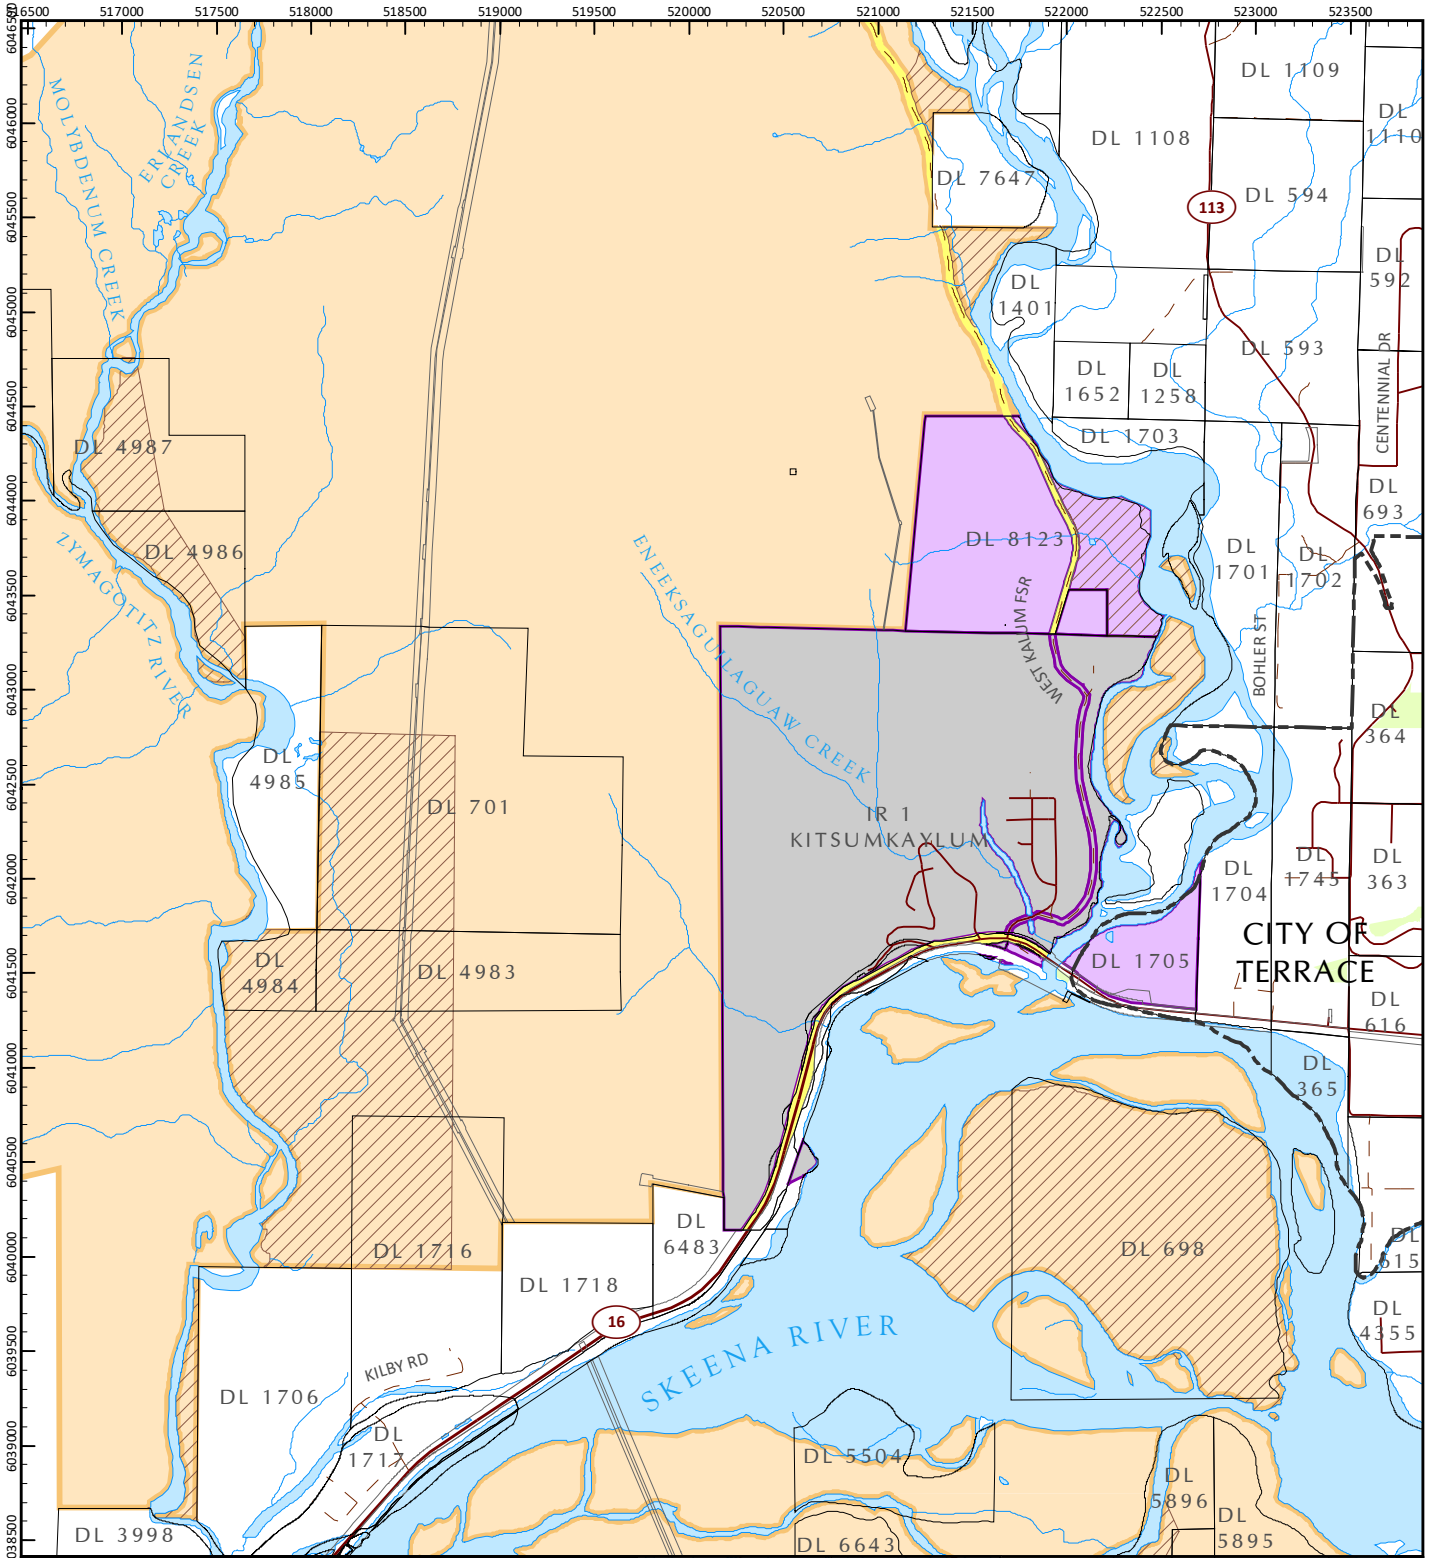 516500 517000 517500 518000 518500 519000 519500 520000 520500 521000 521500 522000 522500 523000 523500
6046500
6046000
6045500
6045000
6044500
6044000
6043500
6043000
6042500
6042000
6041500
6041000
6040500
6040000
6039500
6039000
6038500
MOLYBDENUM CREEK
ERLANDSEN
CREEK
DL 1109
DL
1110
DL 1108
DL 7647
113
DL 594
DL
592
DL
1401
DL 593
CENTENNIAL DR
DL
1652
DL
1258
DL 1703
DL 4987
DL
693
DL 4986
ZYMAGOTITZ RIVER
ENEEKSAGUILAGUAW CREEK
DL 8123
WEST KALUM FSR
DL
1701
DL
1702
BOHLER ST
DL
364
DL
4985
DL 701
IR 1
KITSUMKAYLUM
DL
1704
DL
1745
DL
363
CITY OF
TERRACE
DL
4984
DL 4983
DL 1705
DL
616
DL
365
DL
6483
DL 1716
DL 698
DL
615
DL 1718
16
SKEENA RIVER
DL
4355
KILBY RD
DL 1706
DL
1717
DL 5504
DL
5896
DL
5895
DL 3998
DL 6643